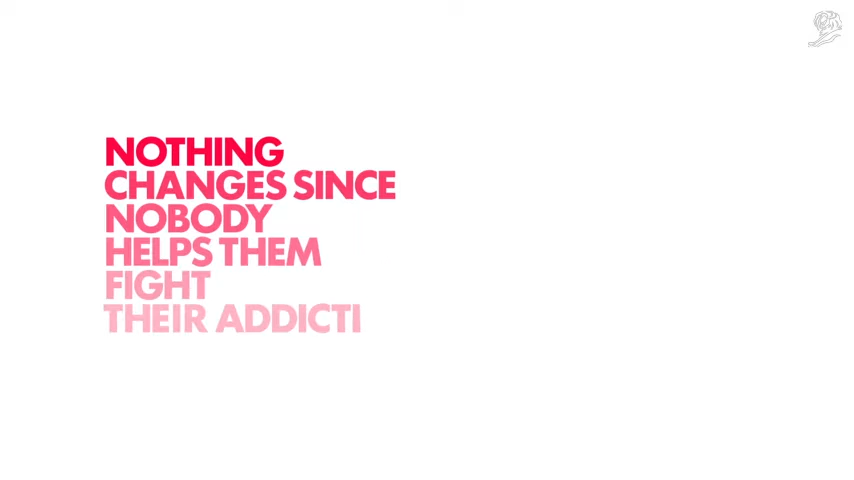 NOTHING
CHANGES SINCE
NOBODY
HELPS THEM
FIGHT
THEIR ADDICTI